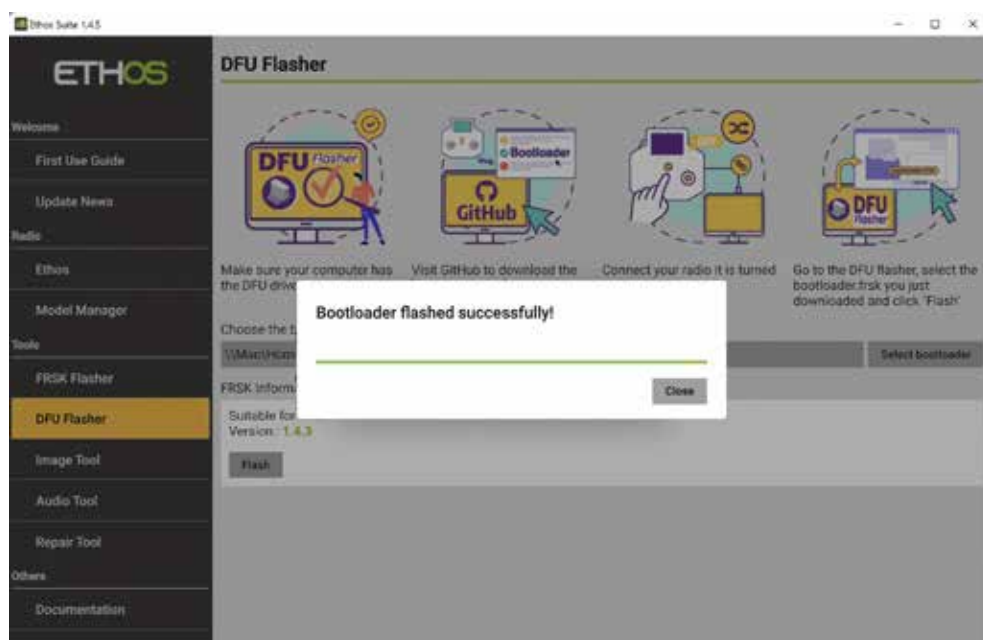 Ethos Suite 1.4.5
ETHOS
Welcome
First Use Guide
Update News
Radio
Ethos
Model Manager
Tools
FRSK Flasher
DFU Flasher
Image Tool
Audio Tool
Repair Tool
Others
Documentation
DFU Flasher
DFU Flasher
Bootloader
GitHub
DFU
Flasher
Make sure your computer has
the DFU drive
Visit GitHub to download the
Connect your radio it is turned
Go to the DFU flasher, select the
bootloader.frsk you just
downloaded and click 'Flash'
Choose the
\\Mac\Hom
Select bootloader
FRSK Inform
Suitable for
Version: 1.4.3
Flash
Bootloader flashed successfully!
Close